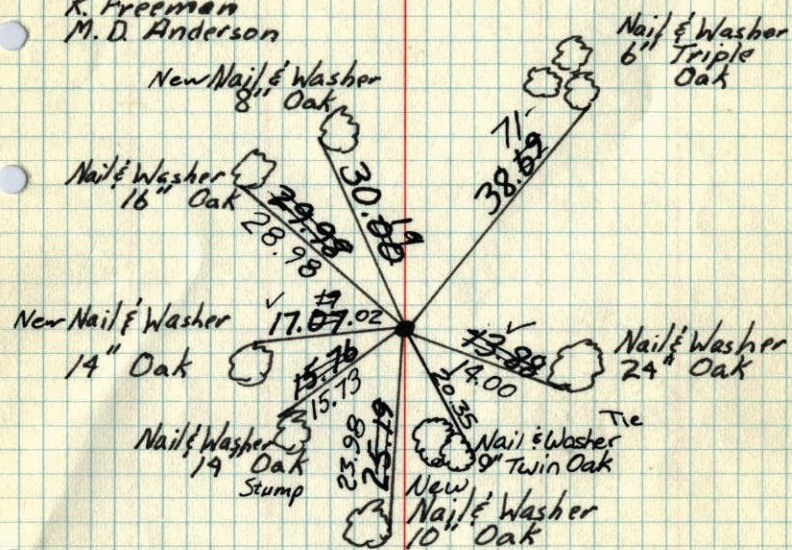 R. Freeman
M. D. Anderson
Nail & Washer
6" Triple
Oak
New Nail & Washer
8" Oak
71
38.69
Nail & Washer
16" Oak
29.98
28.98
30.00
19
New Nail & Washer
14" Oak
17.07.02
15.76
15.73
13.88
14.00
Nail & Washer
24" Oak
20.35
Tie
Nail & Washer
9" Twin Oak
Nail & Washer
14" Oak
Stump
23.98
25.19
New
Nail & Washer
10" Oak